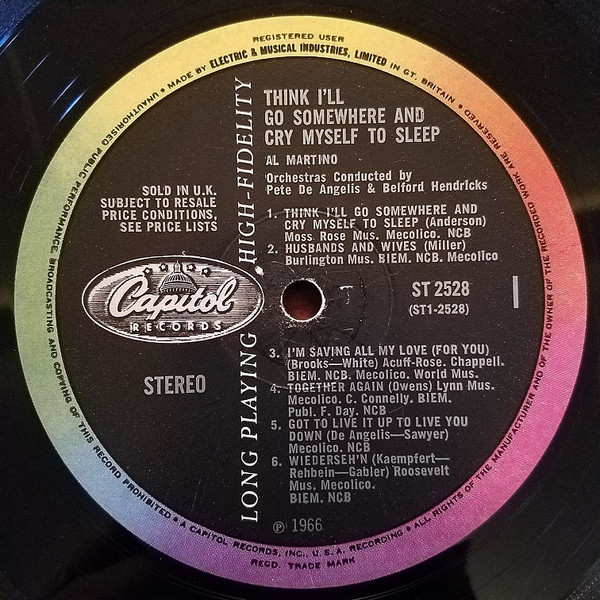 REGISTERED USER
• MADE BY ELECTRIC & MUSICAL INDUSTRIES, LIMITED IN GT. BRITAIN •
UNAUTHORISED PUBLIC PERFORMANCE, BROADCASTING AND COPYING OF THIS RECORD PROHIBITED • A CAPITOL RECORDS, INC., U. S. A. RECORDING • ALL RIGHTS OF THE MANUFACTURER AND OF THE OWNER OF THE RECORDED WORK ARE RESERVED
REGD. TRADE MARK
LONG PLAYING HIGH-FIDELITY
THINK I'LL
GO SOMEWHERE AND
CRY MYSELF TO SLEEP
AL MARTINO
Orchestras Conducted by
Pete De Angelis & Belford Hendricks
SOLD IN U.K.
SUBJECT TO RESALE
PRICE CONDITIONS,
SEE PRICE LISTS
1. THINK I'LL GO SOMEWHERE AND
CRY MYSELF TO SLEEP (Anderson)
Moss Rose Mus. Mecolico. NCB
2. HUSBANDS AND WIVES (Miller)
Burlington Mus. BIEM. NCB. Mecolico
Capitol
RECORDS
ST 2528
(ST1-2528)
1
STEREO
3. I'M SAVING ALL MY LOVE (FOR YOU)
(Brooks—White) Acuff-Rose. Chappell.
BIEM. NCB. Mecolico. World Mus.
4. TOGETHER AGAIN (Owens) Lynn Mus.
Mecolico. C. Connelly. BIEM.
Publ. F. Day. NCB
5. GOT TO LIVE IT UP TO LIVE YOU
DOWN (De Angelis—Sawyer)
Mecolico. NCB
6. WIEDERSEH'N (Kaempfert—
Rehbein—Gabler) Roosevelt
Mus. Mecolico.
BIEM. NCB
℗ 1966